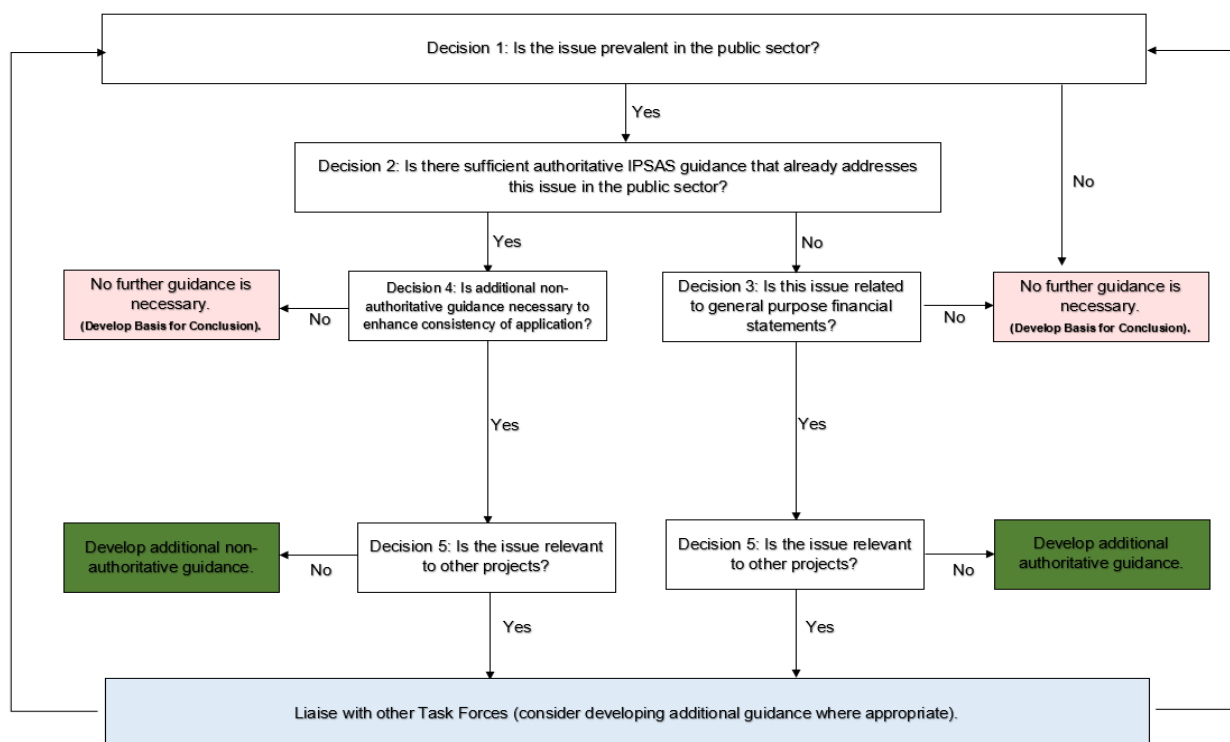 Decision 1: Is the issue prevalent in the public sector?
Yes
Decision 2: Is there sufficient authoritative IPSAS guidance that already addresses
this issue in the public sector?
No
Yes
No
No further guidance is
necessary.
(Develop Basis for Conclusion).
No
Decision 4: Is additional non-
authoritative guidance necessary to
enhance consistency of application?
Decision 3: Is this issue related
to general purpose financial
statements?
No
No further guidance is
necessary.
(Develop Basis for Conclusion).
Yes
Yes
Develop additional non-
authoritative guidance.
No
Decision 5: Is the issue relevant
to other projects?
Decision 5: Is the issue relevant
to other projects?
No
Develop additional
authoritative guidance.
Yes
Yes
Liaise with other Task Forces (consider developing additional guidance where appropriate).